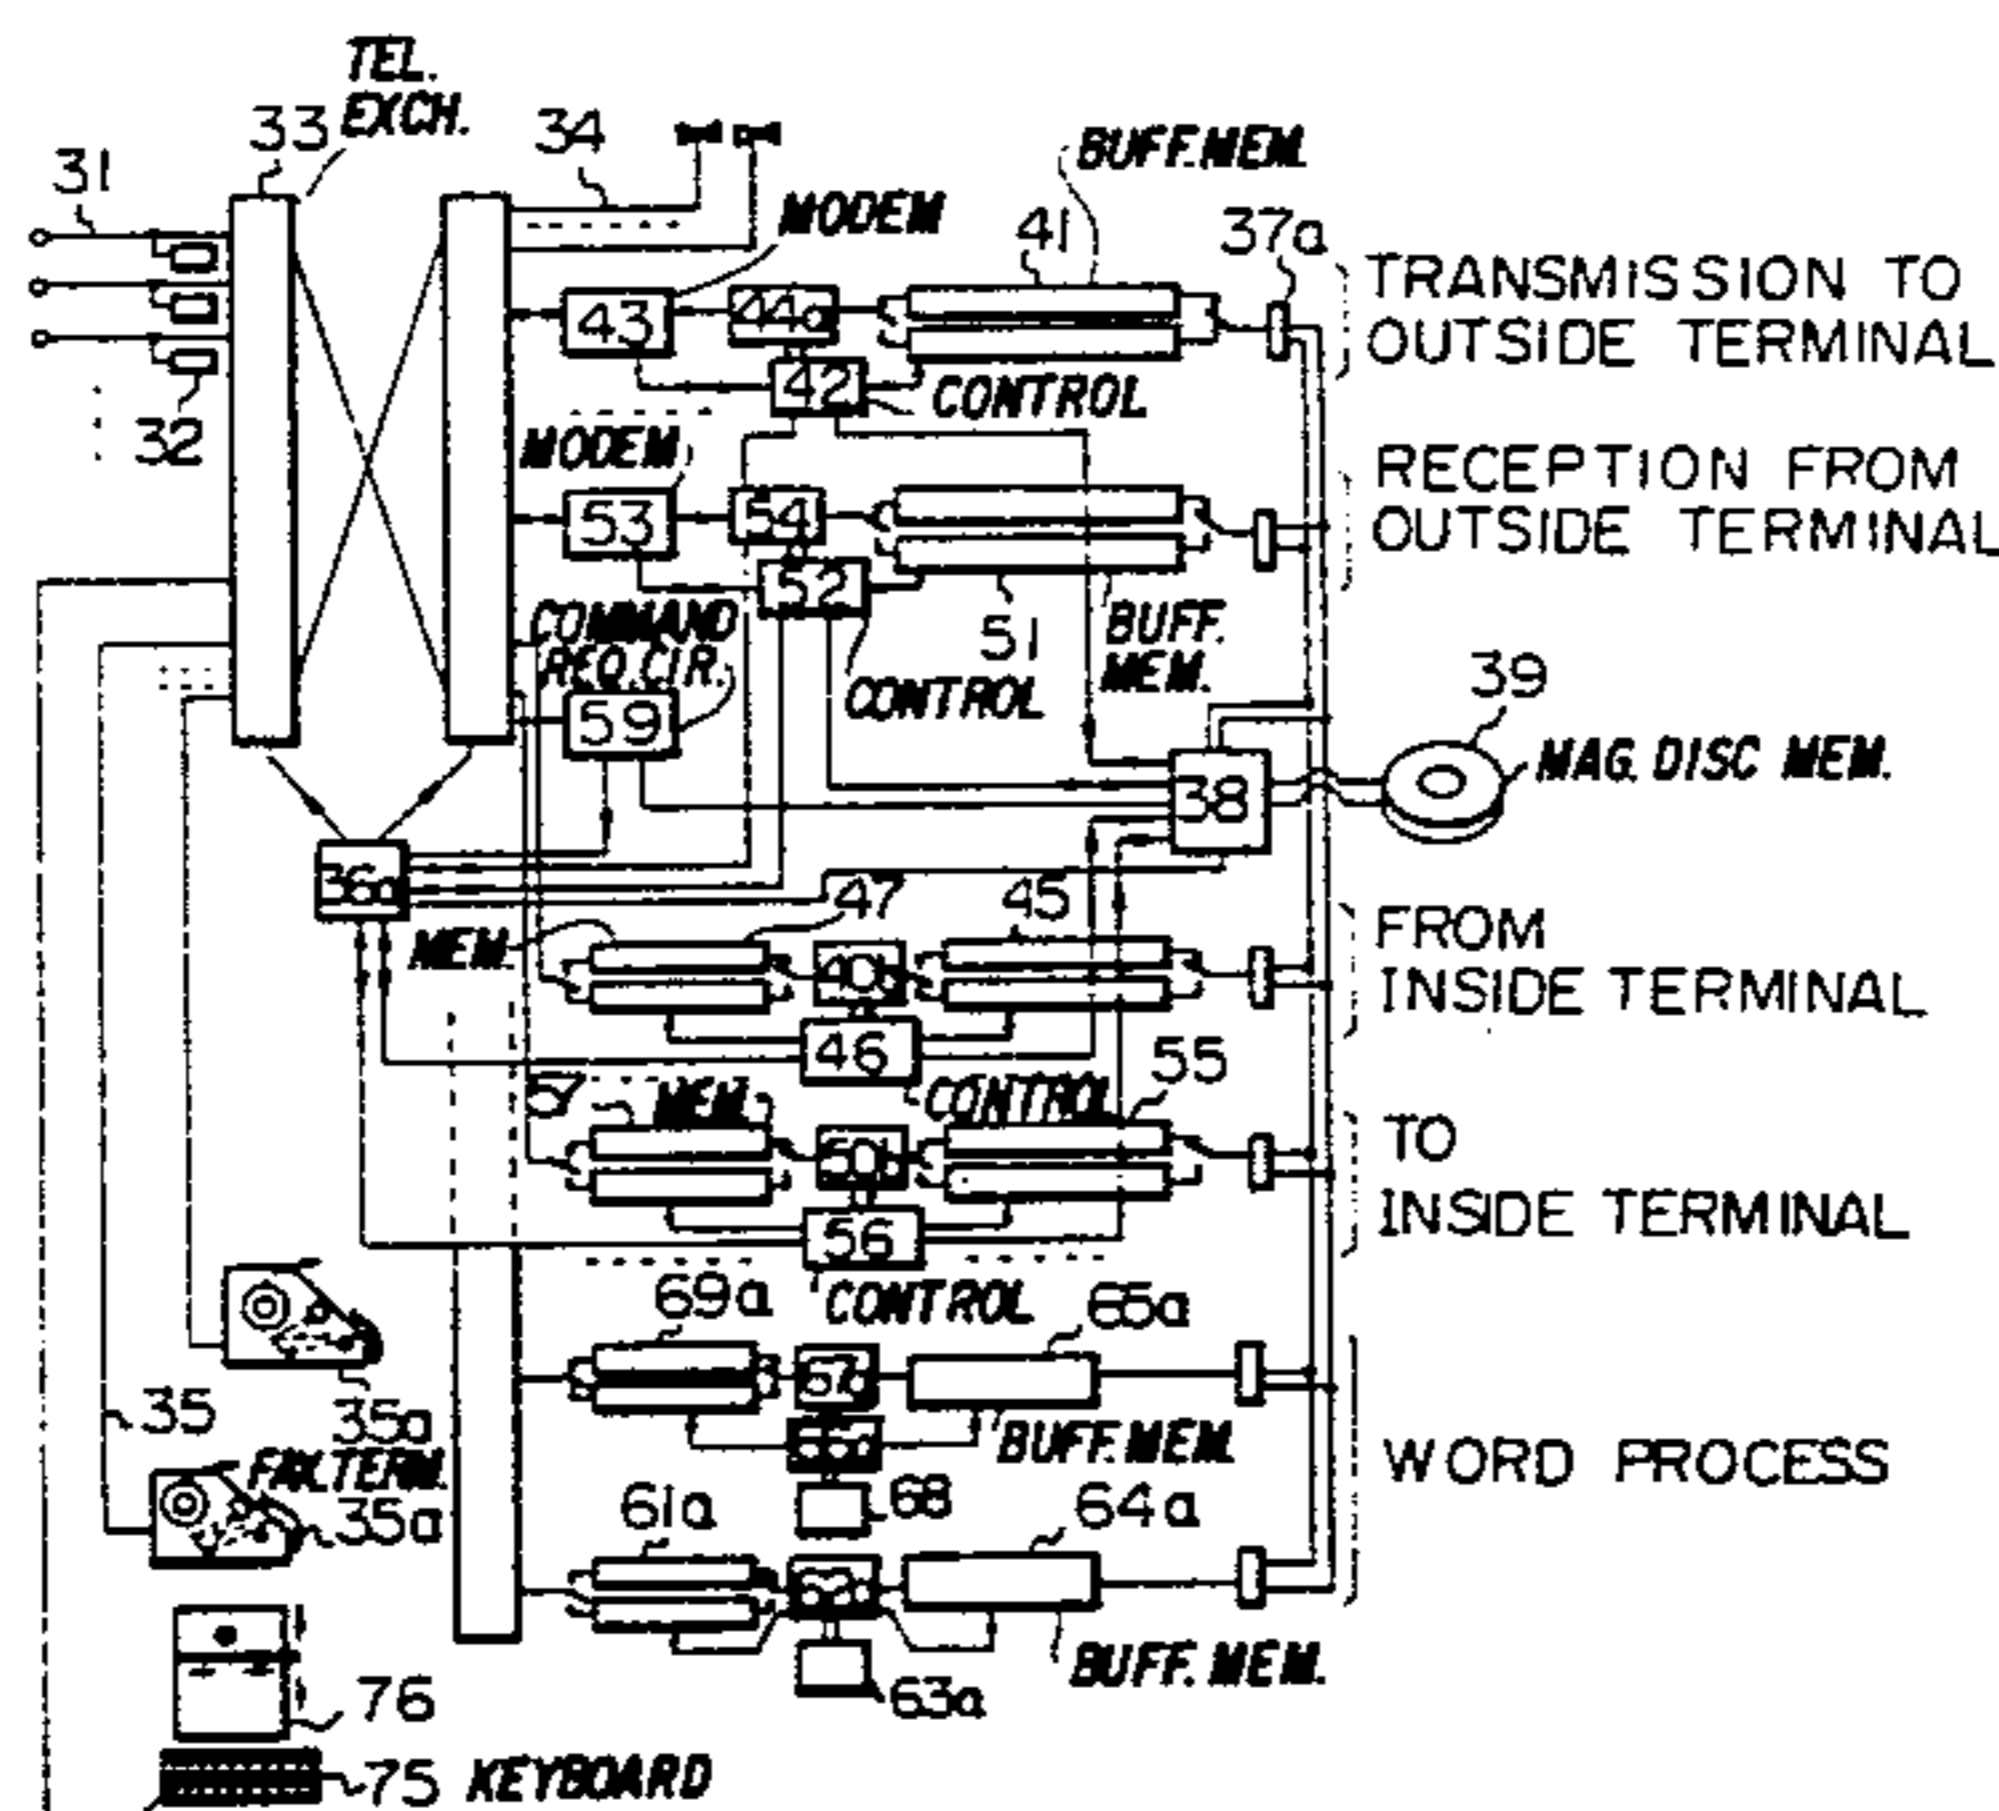 TEL.
EXCH.
33
34
31
BUFF.MEM.
MODEM
41
37a
TRANSMISSION TO
OUTSIDE TERMINAL
43
44a
42
CONTROL
32
MODEM
RECEPTION FROM
OUTSIDE TERMINAL
53
54
52
COMMAND
REQ.CIR.
51
BUFF.
MEM.
CONTROL
39
59
MAG. DISC MEM.
38
36a
47
45
MEM.
FROM
INSIDE TERMINAL
46
55
57
MEM.
CONTROL
TO
INSIDE TERMINAL
56
69a
CONTROL
65a
35
35a
BUFF.MEM.
WORD PROCESS
FAX TERM.
35a
61a
68
64a
76
63a
BUFF.MEM.
75 KEYBOARD